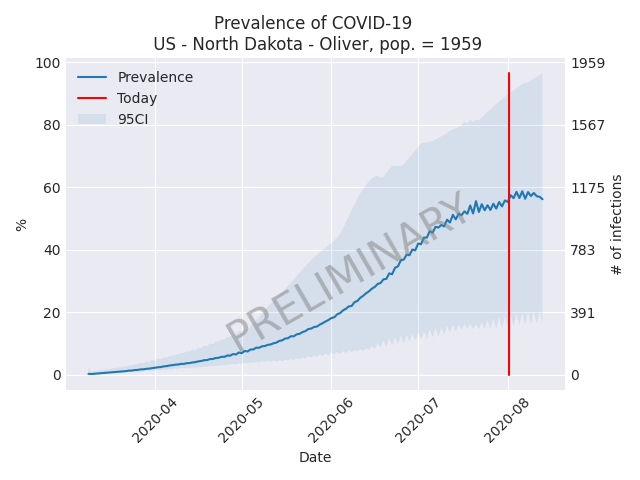 Prevalence of COVID-19
US - North Dakota - Oliver, pop. = 1959
100
80
60
40
20
0
%
Prevalence
Today
95CI
PRELIMINARY
1959
1567
1175
783
391
0
# of infections
2020-04
2020-05
2020-06
2020-07
2020-08
Date